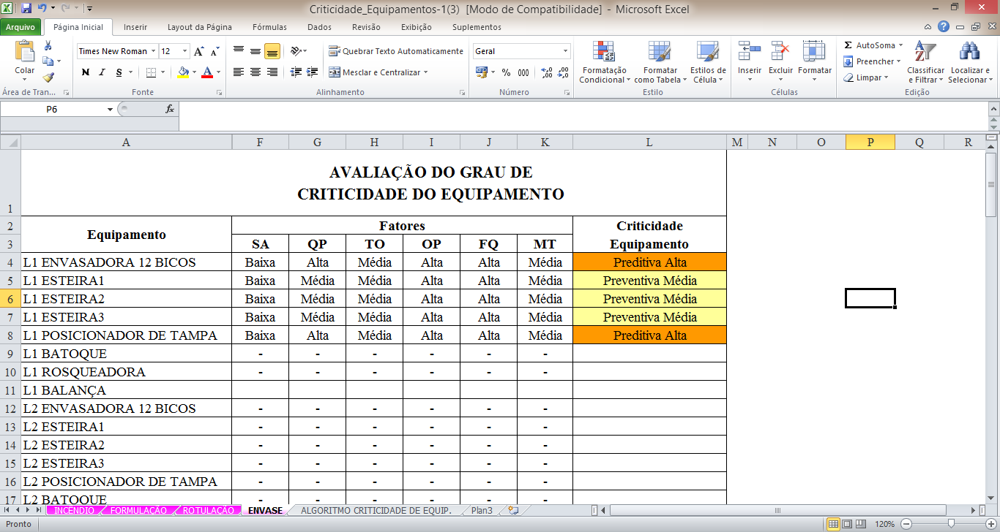 Criticidade_Equipamentos-1(3) [Modo de Compatibilidade] - Microsoft Excel
Arquivo Página Inicial Inserir Layout da Página Fórmulas Dados Revisão Exibição Suplementos
Colar
Área de Tran...
Times New Roman 12
N I S
Fonte
Quebrar Texto Automaticamente
Mesclar e Centralizar
Alinhamento
Geral
% 000
Número
Formatação Condicional
Formatar como Tabela
Estilos de Célula
Estilo
Inserir Excluir Formatar
Células
Σ AutoSoma
Preencher
Limpar
Classificar e Filtrar
Localizar e Selecionar
Edição
P6 fx
A F G H I J K L M N O P Q R
1 AVALIAÇÃO DO GRAU DE
CRITICIDADE DO EQUIPAMENTO
2 Equipamento Fatores Criticidade
3 SA QP TO OP FQ MT Equipamento
4 L1 ENVASADORA 12 BICOS Baixa Alta Média Alta Alta Média Preditiva Alta
5 L1 ESTEIRA1 Baixa Média Média Alta Alta Média Preventiva Média
6 L1 ESTEIRA2 Baixa Média Média Alta Alta Média Preventiva Média
7 L1 ESTEIRA3 Baixa Média Média Alta Alta Média Preventiva Média
8 L1 POSICIONADOR DE TAMPA Baixa Alta Média Alta Alta Média Preditiva Alta
9 L1 BATOQUE - - - - - -
10 L1 ROSQUEADORA - - - - - -
11 L1 BALANÇA
12 L2 ENVASADORA 12 BICOS - - - - - -
13 L2 ESTEIRA1 - - - - - -
14 L2 ESTEIRA2 - - - - - -
15 L2 ESTEIRA3 - - - - - -
16 L2 POSICIONADOR DE TAMPA - - - - - -
17 L2 BATOQUE - - - - - -
INCÊNDIO FORMULAÇÃO ROTULAÇÃO ENVASE ALGORITMO CRITICIDADE DE EQUIP. Plan3
Pronto 120%